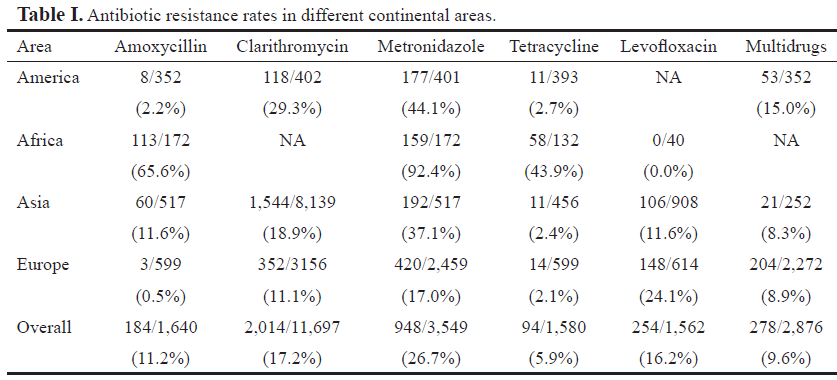 Table I. Antibiotic resistance rates in different continental areas.
Area Amoxycillin Clarithromycin Metronidazole Tetracycline Levofloxacin Multidrugs
America 8/352 118/402 177/401 11/393 NA 53/352
(2.2%) (29.3%) (44.1%) (2.7%) (15.0%)
Africa 113/172 NA 159/172 58/132 0/40 NA
(65.6%) (92.4%) (43.9%) (0.0%)
Asia 60/517 1,544/8,139 192/517 11/456 106/908 21/252
(11.6%) (18.9%) (37.1%) (2.4%) (11.6%) (8.3%)
Europe 3/599 352/3156 420/2,459 14/599 148/614 204/2,272
(0.5%) (11.1%) (17.0%) (2.1%) (24.1%) (8.9%)
Overall 184/1,640 2,014/11,697 948/3,549 94/1,580 254/1,562 278/2,876
(11.2%) (17.2%) (26.7%) (5.9%) (16.2%) (9.6%)